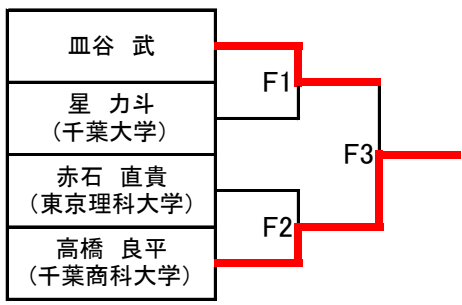 皿谷 武
星 力斗
(千葉大学)
赤石 直貴
(東京理科大学)
高橋 良平
(千葉商科大学)
F1
F2
F3